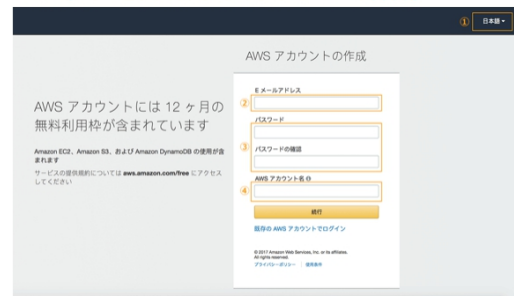 ① 日本語
AWS アカウントの作成
AWS アカウントには 12 ヶ月の
無料利用枠が含まれています
Amazon EC2、Amazon S3、および Amazon DynamoDB の使用が含
まれます
サービスの提供規約については aws.amazon.com/free にアクセス
してください
E メールアドレス
②
パスワード
③
パスワードの確認
AWS アカウント名
④
続行
既存の AWS アカウントでログイン
© 2017 Amazon Web Services, Inc. or its affiliates.
All rights reserved.
プライバシーポリシー | 使用条件